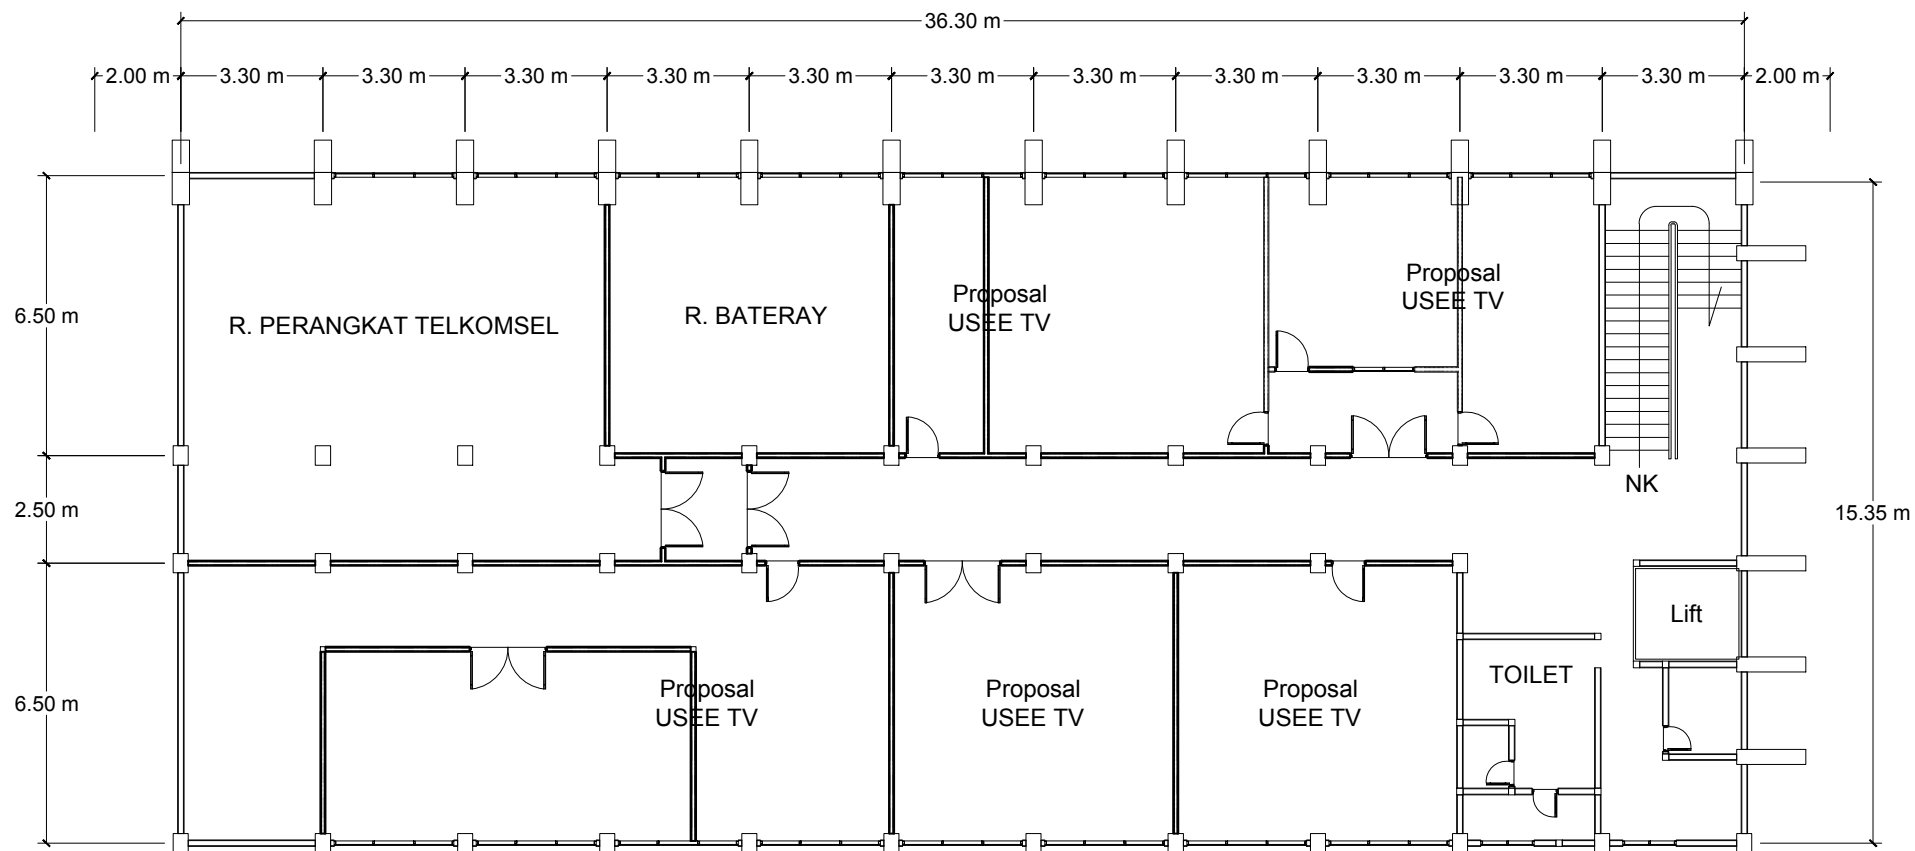 36.30 m
2.00 m
3.30 m
3.30 m
3.30 m
3.30 m
3.30 m
3.30 m
3.30 m
3.30 m
3.30 m
3.30 m
3.30 m
2.00 m
6.50 m
R. PERANGKAT TELKOMSEL
R. BATERAY
Proposal
USEE TV
Proposal
USEE TV
2.50 m
NK
15.35 m
6.50 m
Proposal
USEE TV
Proposal
USEE TV
Proposal
USEE TV
TOILET
Lift